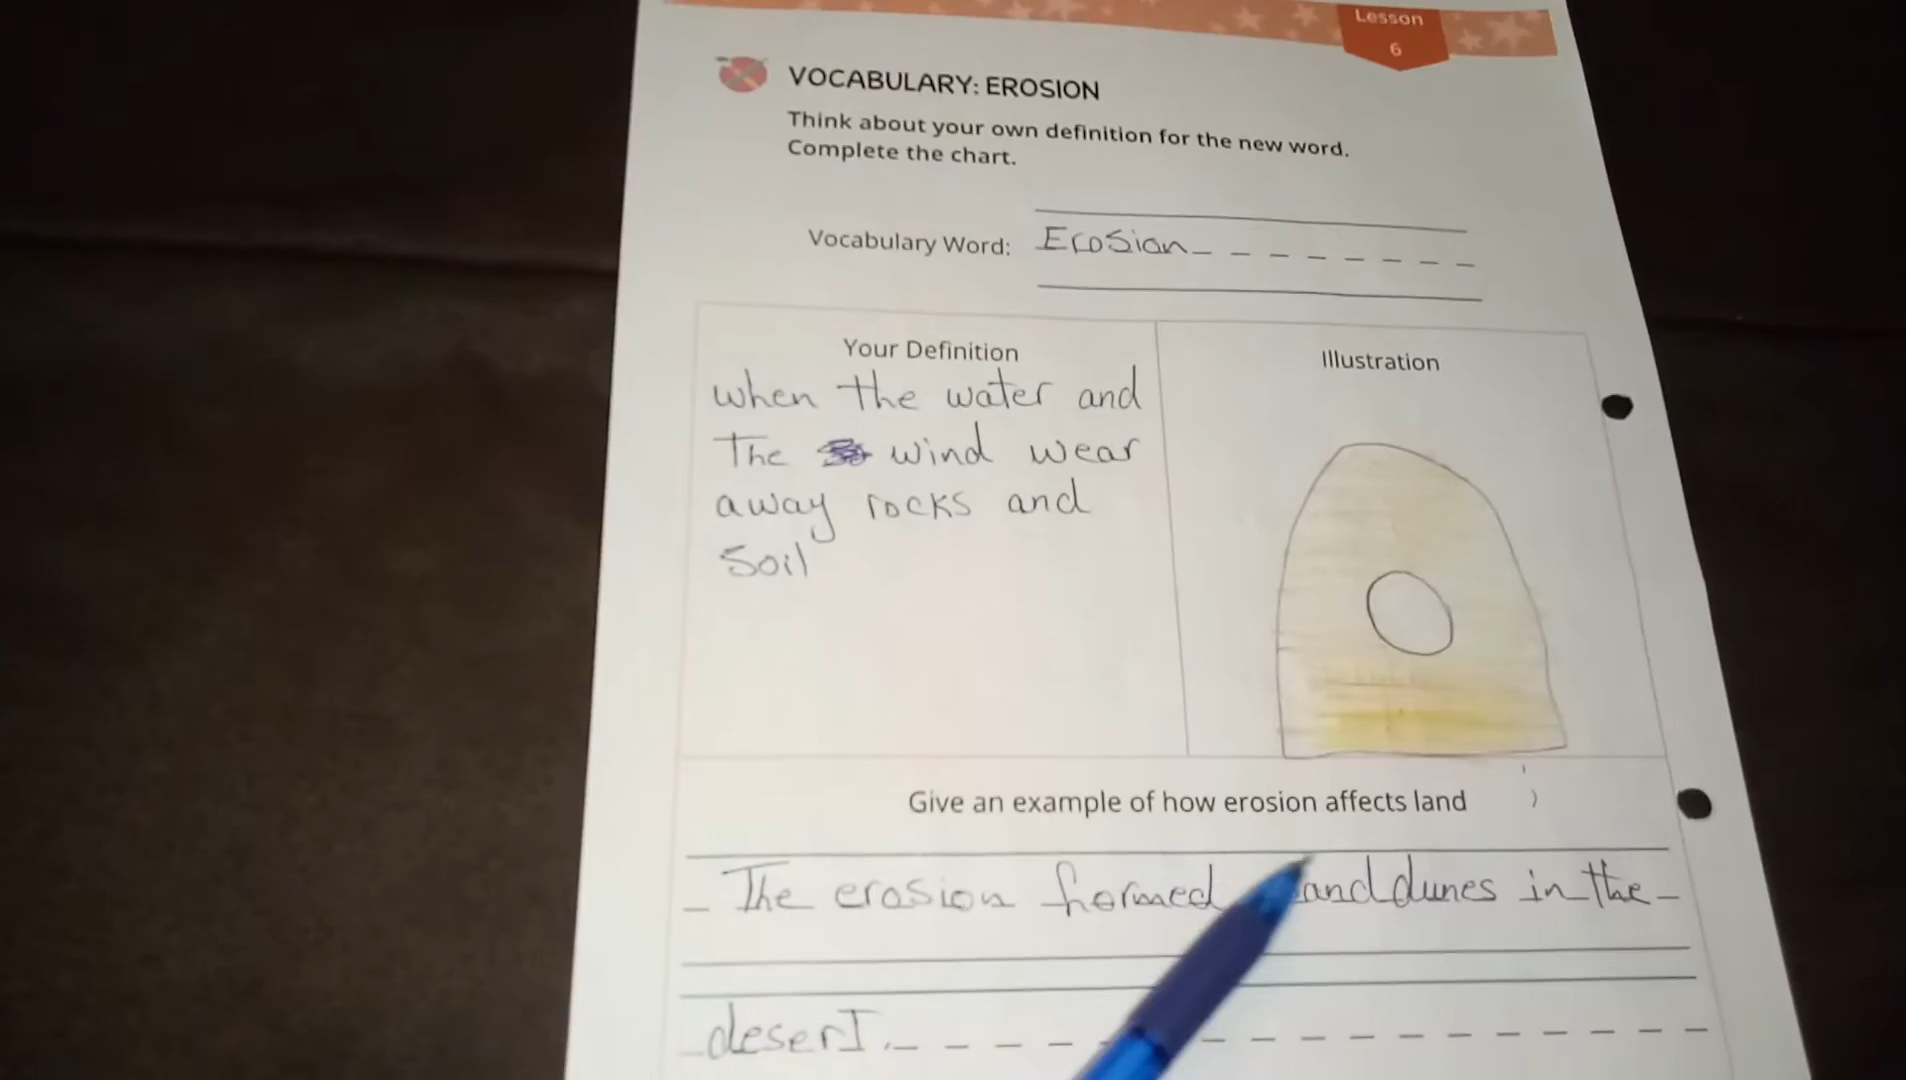 Lesson
6
VOCABULARY: EROSION
Think about your own definition for the new word.
Complete the chart.
Vocabulary Word: Erosion
Your Definition
when the water and
The wind wear
away rocks and
Soil
Illustration
Give an example of how erosion affects land
The erosion formed dunes in the
deserT.